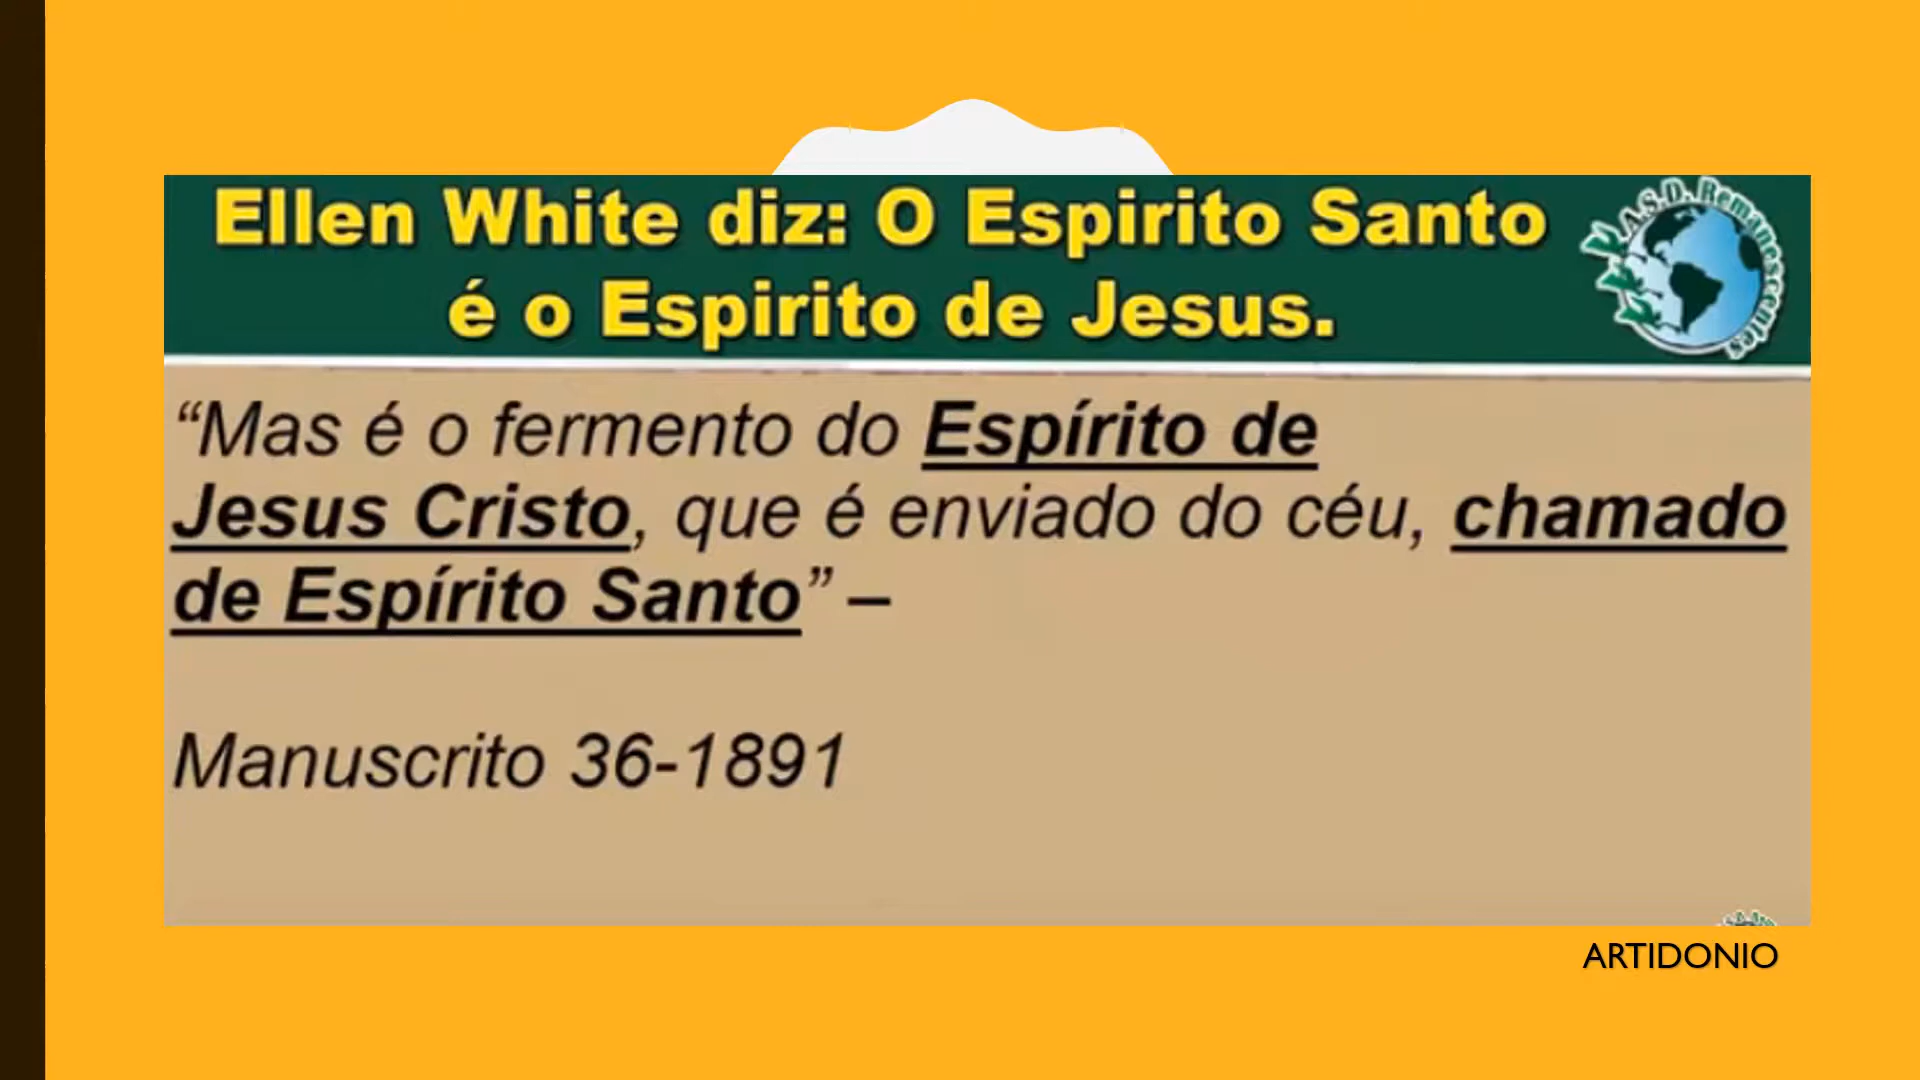 Ellen White diz: O Espirito Santo
é o Espirito de Jesus.
A.S.D. Remanescentes
“Mas é o fermento do Espírito de
Jesus Cristo, que é enviado do céu, chamado
de Espírito Santo” –
Manuscrito 36-1891
ARTIDONIO